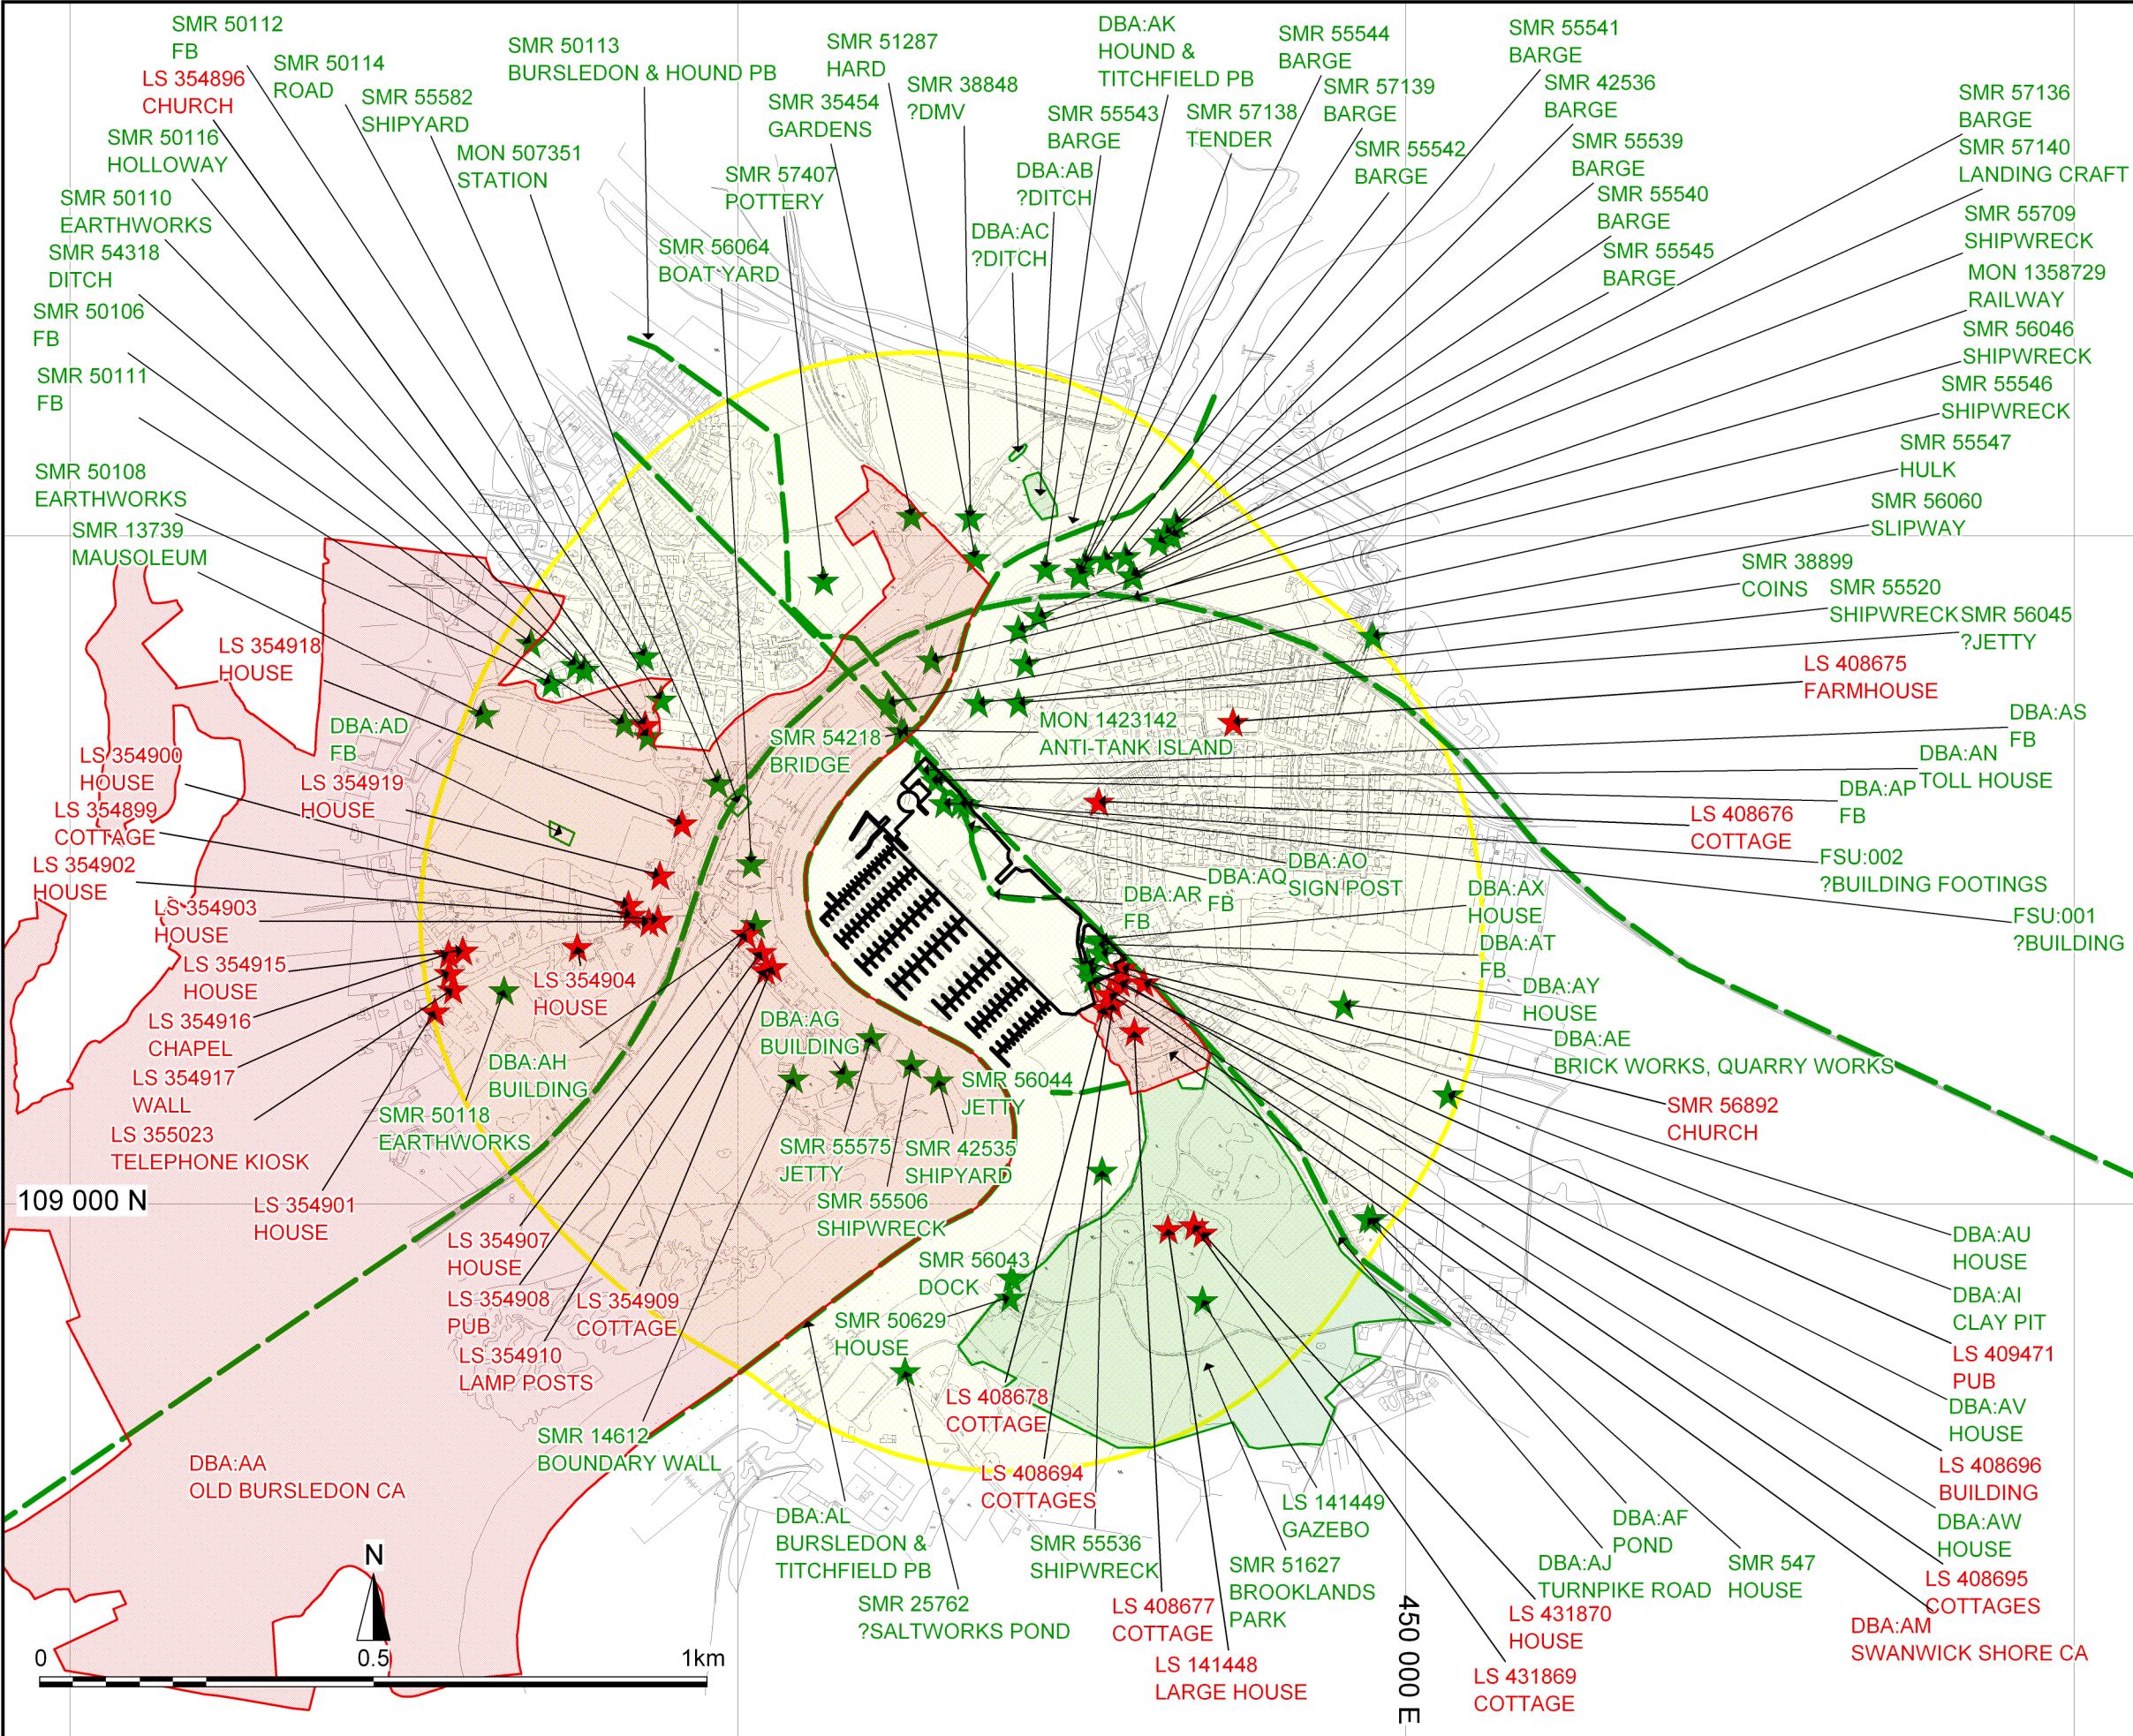 SMR 50112
FB
LS 354896
CHURCH
SMR 50116
HOLLOWAY
SMR 50110
EARTHWORKS
SMR 54318
DITCH
SMR 50106
FB
SMR 50111
FB
SMR 50108
EARTHWORKS
SMR 13739
MAUSOLEUM
SMR 50114
ROAD
SMR 55582
SHIPYARD
MON 507351
STATION
SMR 50113
BURSLEDON & HOUND PB
SMR 56064
BOAT YARD
SMR 57407
POTTERY
SMR 35454
GARDENS
SMR 51287
HARD
SMR 38848
?DMV
DBA:AC
?DITCH
DBA:AB
?DITCH
SMR 55543
BARGE
DBA:AK
HOUND &
TITCHFIELD PB
SMR 57138
TENDER
SMR 55544
BARGE
SMR 57139
BARGE
SMR 55542
BARGE
SMR 55541
BARGE
SMR 42536
BARGE
SMR 55539
BARGE
SMR 55540
BARGE
SMR 55545
BARGE
SMR 57136
BARGE
SMR 57140
LANDING CRAFT
SMR 55709
SHIPWRECK
MON 1358729
RAILWAY
SMR 56046
SHIPWRECK
SMR 55546
SHIPWRECK
SMR 55547
HULK
SMR 56060
SLIPWAY
SMR 38899
COINS
SMR 55520
SHIPWRECK
SMR 56045
?JETTY
LS 408675
FARMHOUSE
DBA:AS
FB
DBA:AN
TOLL HOUSE
DBA:AP
FB
LS 408676
COTTAGE
FSU:002
?BUILDING FOOTINGS
FSU:001
?BUILDING
LS 354918
HOUSE
DBA:AD
FB
LS 354900
HOUSE
LS 354919
HOUSE
LS 354899
COTTAGE
LS 354902
HOUSE
LS 354903
HOUSE
LS 354915
HOUSE
LS 354916
CHAPEL
LS 354917
WALL
LS 355023
TELEPHONE KIOSK
LS 354901
HOUSE
LS 354904
HOUSE
SMR 54218
BRIDGE
MON 1423142
ANTI-TANK ISLAND
DBA:AO
SIGN POST
DBA:AQ
FB
DBA:AR
FB
DBA:AX
HOUSE
DBA:AT
FB
DBA:AY
HOUSE
DBA:AE
BRICK WORKS, QUARRY WORKS
SMR 56892
CHURCH
DBA:AH
BUILDING
SMR 50118
EARTHWORKS
DBA:AG
BUILDING
SMR 56044
JETTY
SMR 55575
JETTY
SMR 42535
SHIPYARD
SMR 55506
SHIPWRECK
109 000 N
LS 354907
HOUSE
LS 354908
PUB
LS 354909
COTTAGE
LS 354910
LAMP POSTS
SMR 56043
DOCK
SMR 50629
HOUSE
SMR 14612
BOUNDARY WALL
LS 408678
COTTAGE
LS 408694
COTTAGES
DBA:AU
HOUSE
DBA:AI
CLAY PIT
LS 409471
PUB
DBA:AV
HOUSE
LS 408696
BUILDING
DBA:AW
HOUSE
LS 408695
COTTAGES
DBA:AM
SWANWICK SHORE CA
DBA:AA
OLD BURSLEDON CA
DBA:AL
BURSLEDON &
TITCHFIELD PB
SMR 25762
?SALTWORKS POND
SMR 55536
SHIPWRECK
LS 141449
GAZEBO
SMR 51627
BROOKLANDS
PARK
LS 408677
COTTAGE
LS 141448
LARGE HOUSE
DBA:AF
POND
DBA:AJ
TURNPIKE ROAD
SMR 547
HOUSE
LS 431870
HOUSE
LS 431869
COTTAGE
450 000 E
N
0
0.5
1km